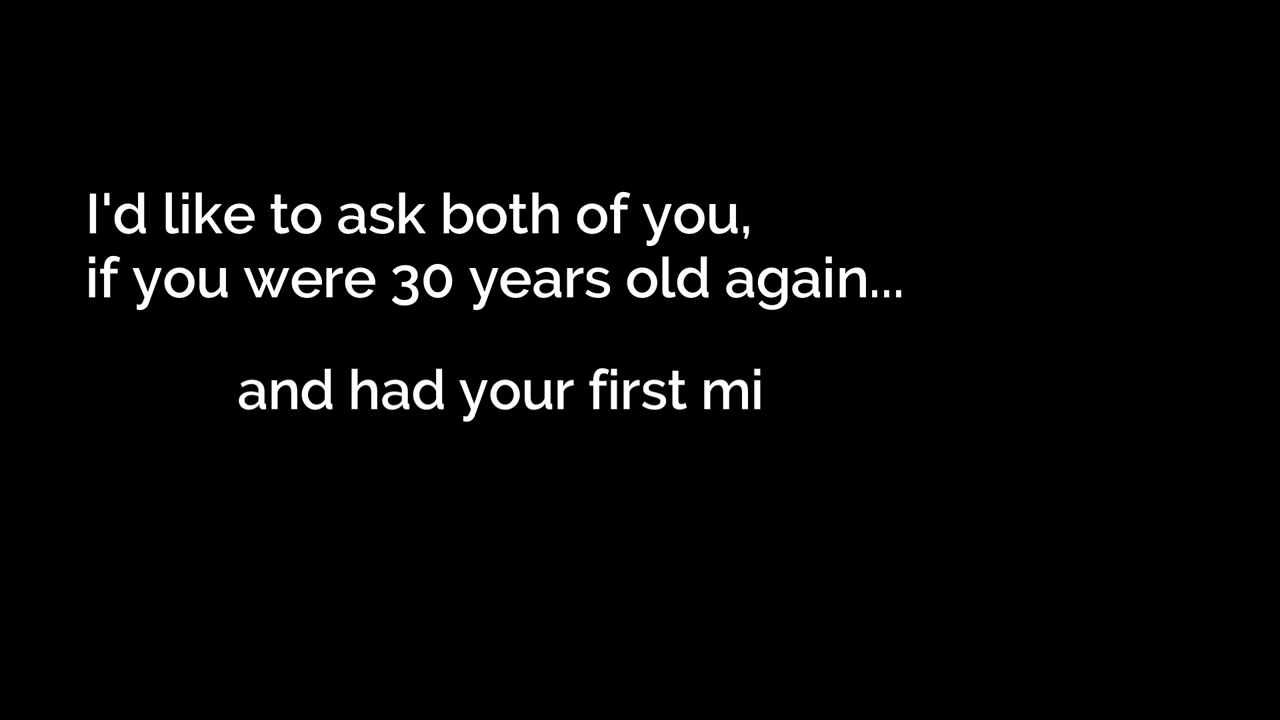 I'd like to ask both of you,
if you were 30 years old again...
and had your first mi